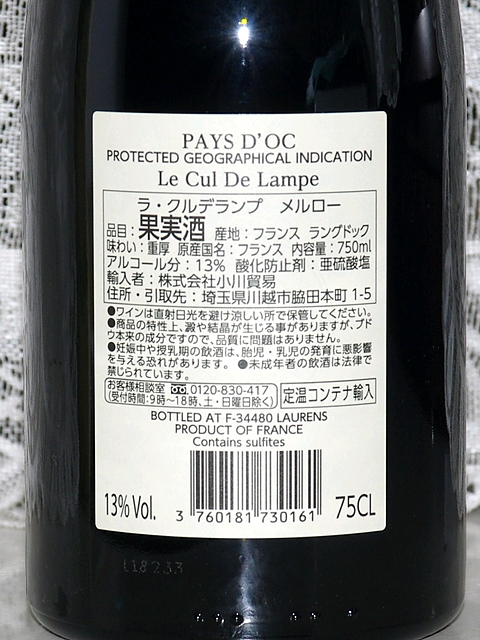 PAYS D'OC
PROTECTED GEOGRAPHICAL INDICATION
Le Cul De Lampe
ラ・クルデランプ　メルロー
品目：果実酒 産地：フランス ラングドック
味わい：重厚 原産国名：フランス 内容量：750ml
アルコール分：13% 酸化防止剤：亜硫酸塩
輸入者：株式会社小川貿易
住所・引取先：埼玉県川越市脇田本町 1-5
●ワインは直射日光を避け涼しい所で保管してください。
●商品の特性上、澱や結晶が生じる事がありますが、ブド
ウ本来の成分ですので、品質に問題はありません。
●妊娠中や授乳期の飲酒は、胎児・乳児の発育に悪影響
を与える恐れがあります。 ●未成年者の飲酒は法律で
禁じられています。
お客様相談室 0120-830-417
(受付時間:9時〜18時、土・日曜日除く)
定温コンテナ輸入
BOTTLED AT F-34480 LAURENS
PRODUCT OF FRANCE
Contains sulfites
13% Vol.
3 760181 730161
75CL